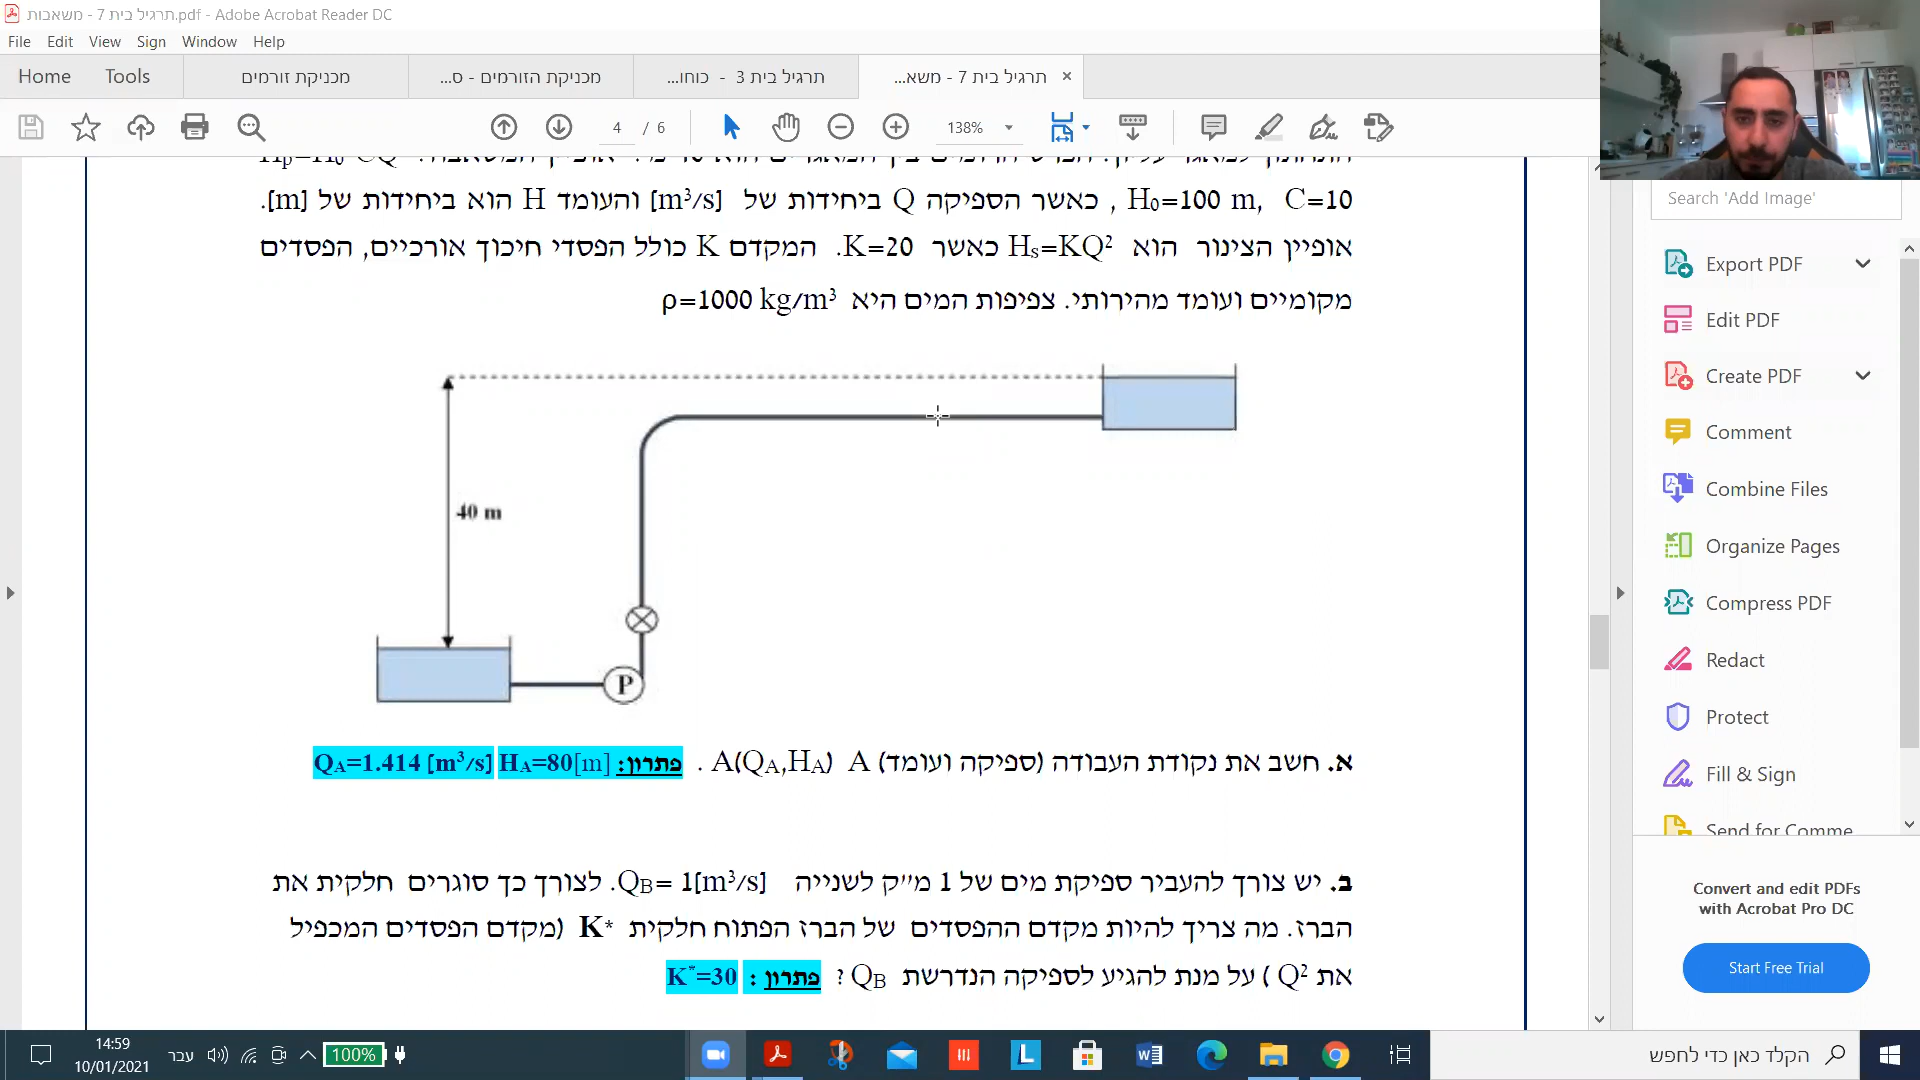 תרגיל בית 7 - משאבות.pdf - Adobe Acrobat Reader DC
File Edit View Sign Window Help
Home Tools מכניקת זורמים מכניקת הזורמים - ס... תרגיל בית 3 - כוחו... תרגיל בית 7 - משא... ×
4 / 6 138%
H₀=100 m, C=10 , כאשר הספיקה Q ביחידות של [m³/s] והעומד H הוא ביחידות של [m].
אופיין הצינור הוא Hs=KQ² כאשר K=20. המקדם K כולל הפסדי חיכוך אורכיים, הפסדים
מקומיים ועומד מהירותי. צפיפות המים היא ρ=1000 kg/m³
40 m
P
א. חשב את נקודת העבודה (ספיקה ועומד) A A(QA,HA) . פתרון: HA=80[m] QA=1.414 [m³/s]
ב. יש צורך להעביר ספיקת מים של 1 מ״ק לשנייה QB= 1[m³/s]. לצורך כך סוגרים חלקית את
הברז. מה צריך להיות מקדם ההפסדים של הברז הפתוח חלקית K* (מקדם הפסדים המכפיל
את Q² ) על מנת להגיע לספיקה הנדרשת QB ? פתרון : K*=30
Search 'Add Image'
Export PDF
Edit PDF
Create PDF
Comment
Combine Files
Organize Pages
Compress PDF
Redact
Protect
Fill & Sign
Send for Comme
Convert and edit PDFs
with Acrobat Pro DC
Start Free Trial
14:59
10/01/2021
עבר
100%
הקלד כאן כדי לחפש